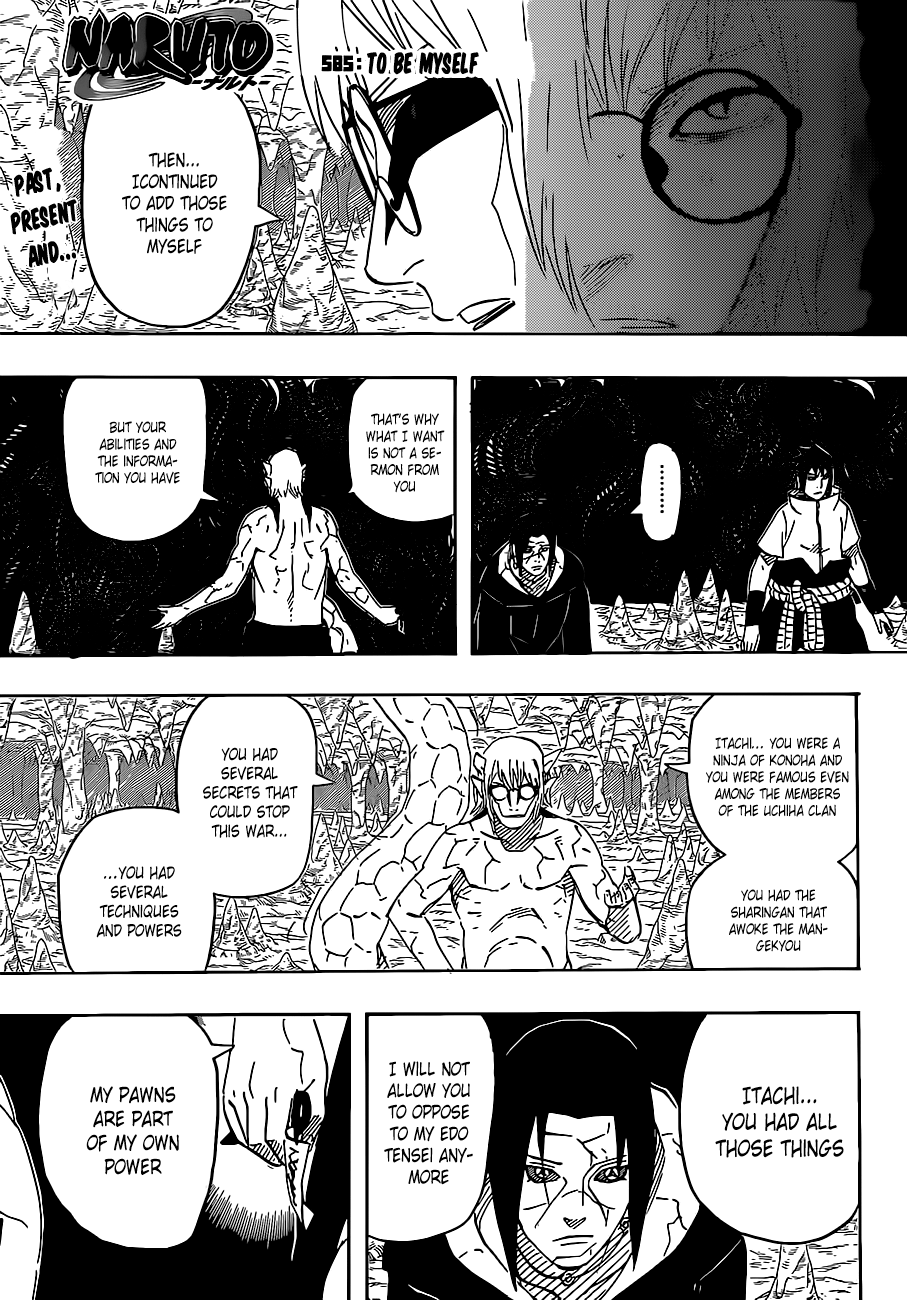 NARUTO
ーナルトー
585: TO BE MYSELF
PAST,
PRESENT
AND...
THEN...
ICONTINUED
TO ADD THOSE
THINGS TO
MYSELF
.........
THAT'S WHY
WHAT I WANT
IS NOT A SE-
RMON FROM
YOU
BUT YOUR
ABILITIES AND
THE INFORMA-
TION YOU HAVE
ITACHI... YOU WERE A
NINJA OF KONOHA AND
YOU WERE FAMOUS EVEN
AMONG THE MEMBERS
OF THE UCHIHA CLAN
YOU HAD THE
SHARINGAN THAT
AWOKE THE MAN-
GEKYOU
YOU HAD
SEVERAL
SECRETS THAT
COULD STOP
THIS WAR...
...YOU HAD
SEVERAL
TECHNIQUES
AND POWERS
ITACHI...
YOU HAD ALL
THOSE THINGS
I WILL NOT
ALLOW YOU
TO OPPOSE
TO MY EDO
TENSEI ANY-
MORE
MY PAWNS
ARE PART
OF MY OWN
POWER